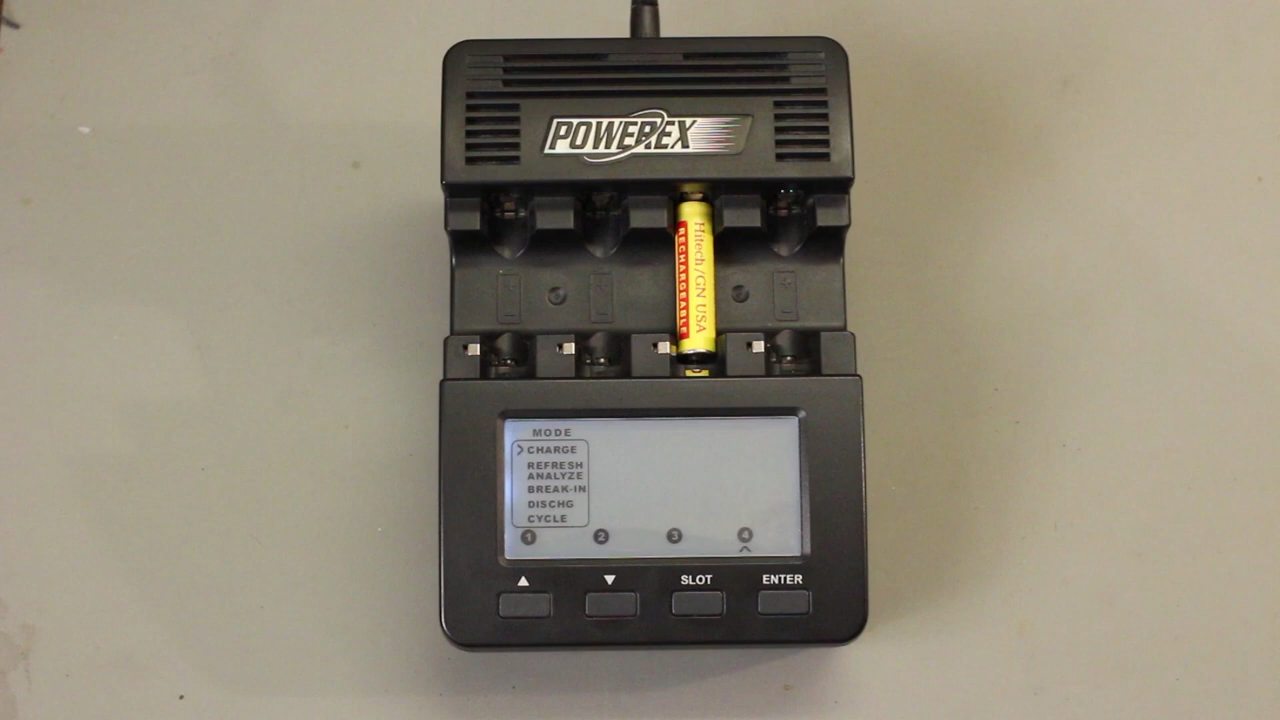 POWEREX
Hitech/GN USA
RECHARGEABLE
MODE
> CHARGE
REFRESH
ANALYZE
BREAK-IN
DISCHG
CYCLE
1 2 3 4
^
▲ ▼ SLOT ENTER